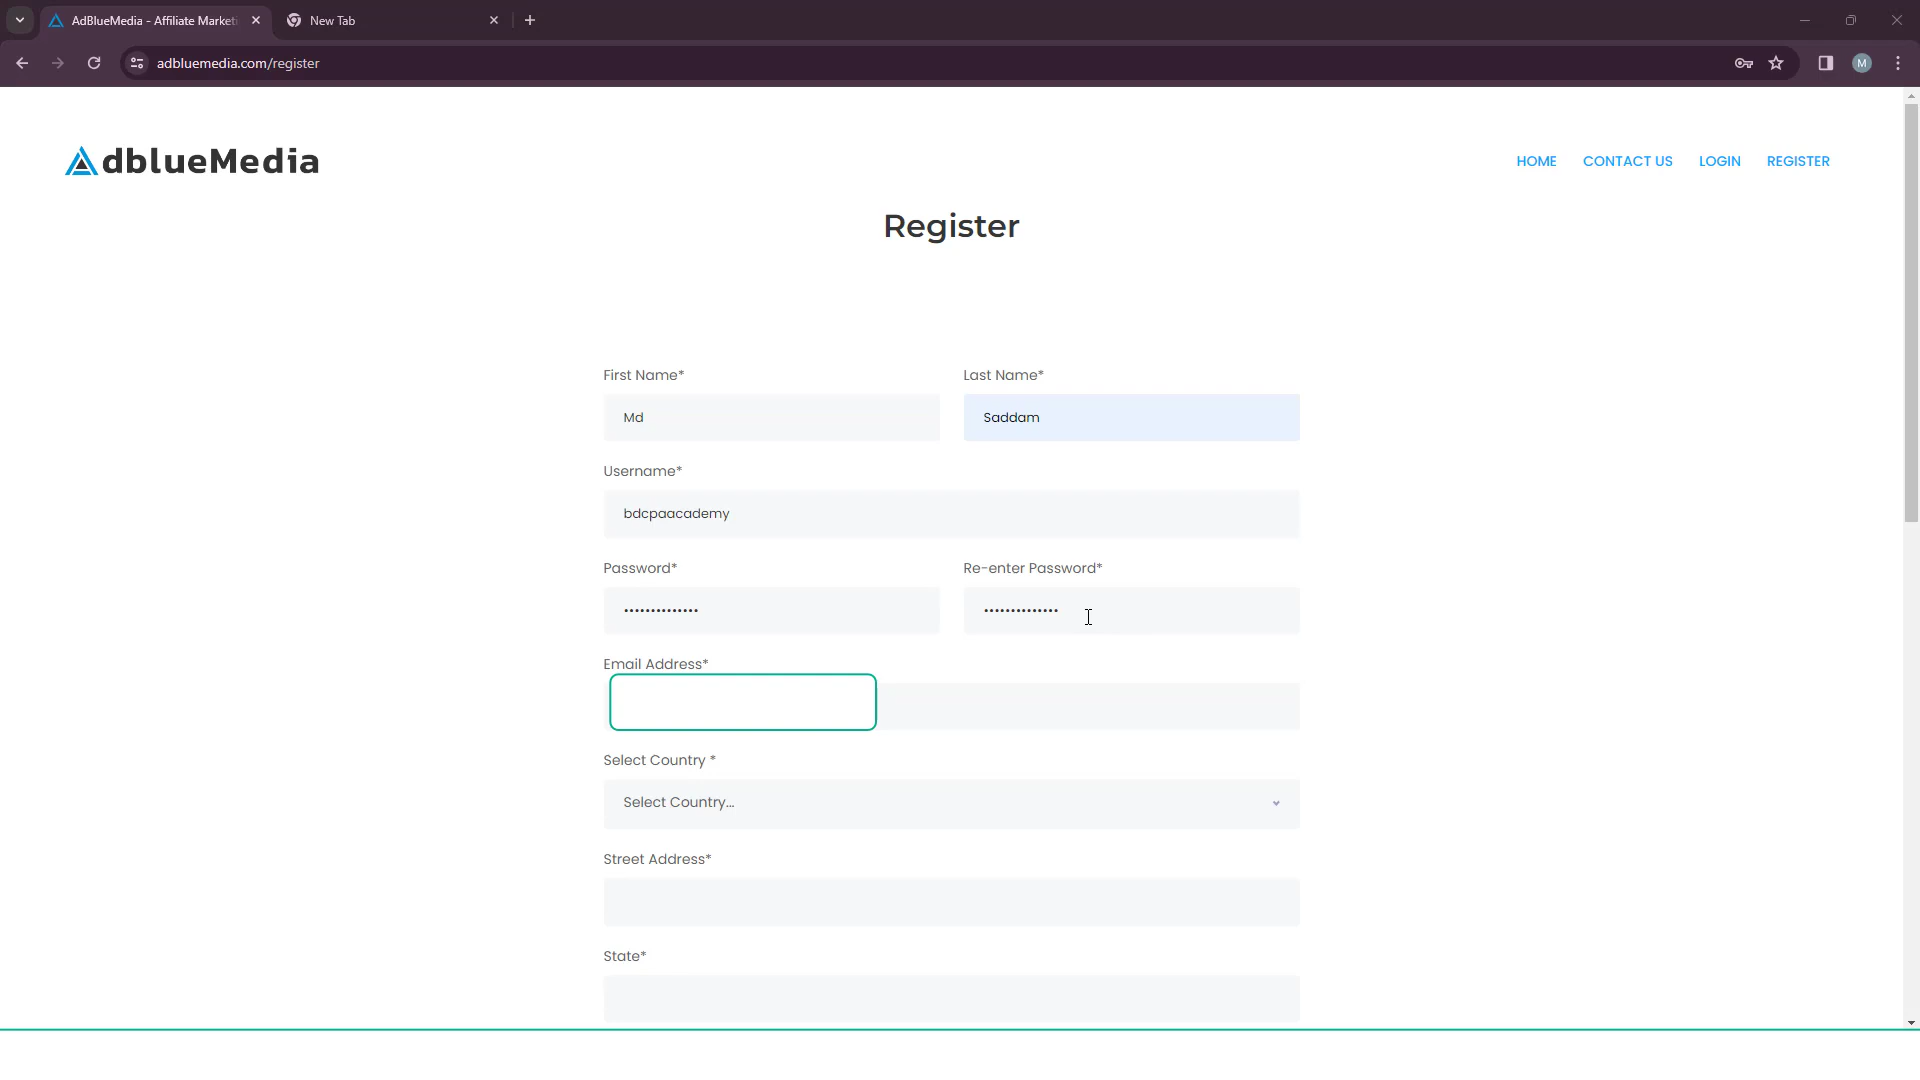 AdBlueMedia - Affiliate Marketi
New Tab
adbluemedia.com/register
M
dblueMedia
HOME
CONTACT US
LOGIN
REGISTER
Register
First Name*
Last Name*
Md
Saddam
Username*
bdcpaacademy
Password*
Re-enter Password*
••••••••••••••
••••••••••••••
Email Address*
Select Country *
Select Country...
Street Address*
State*